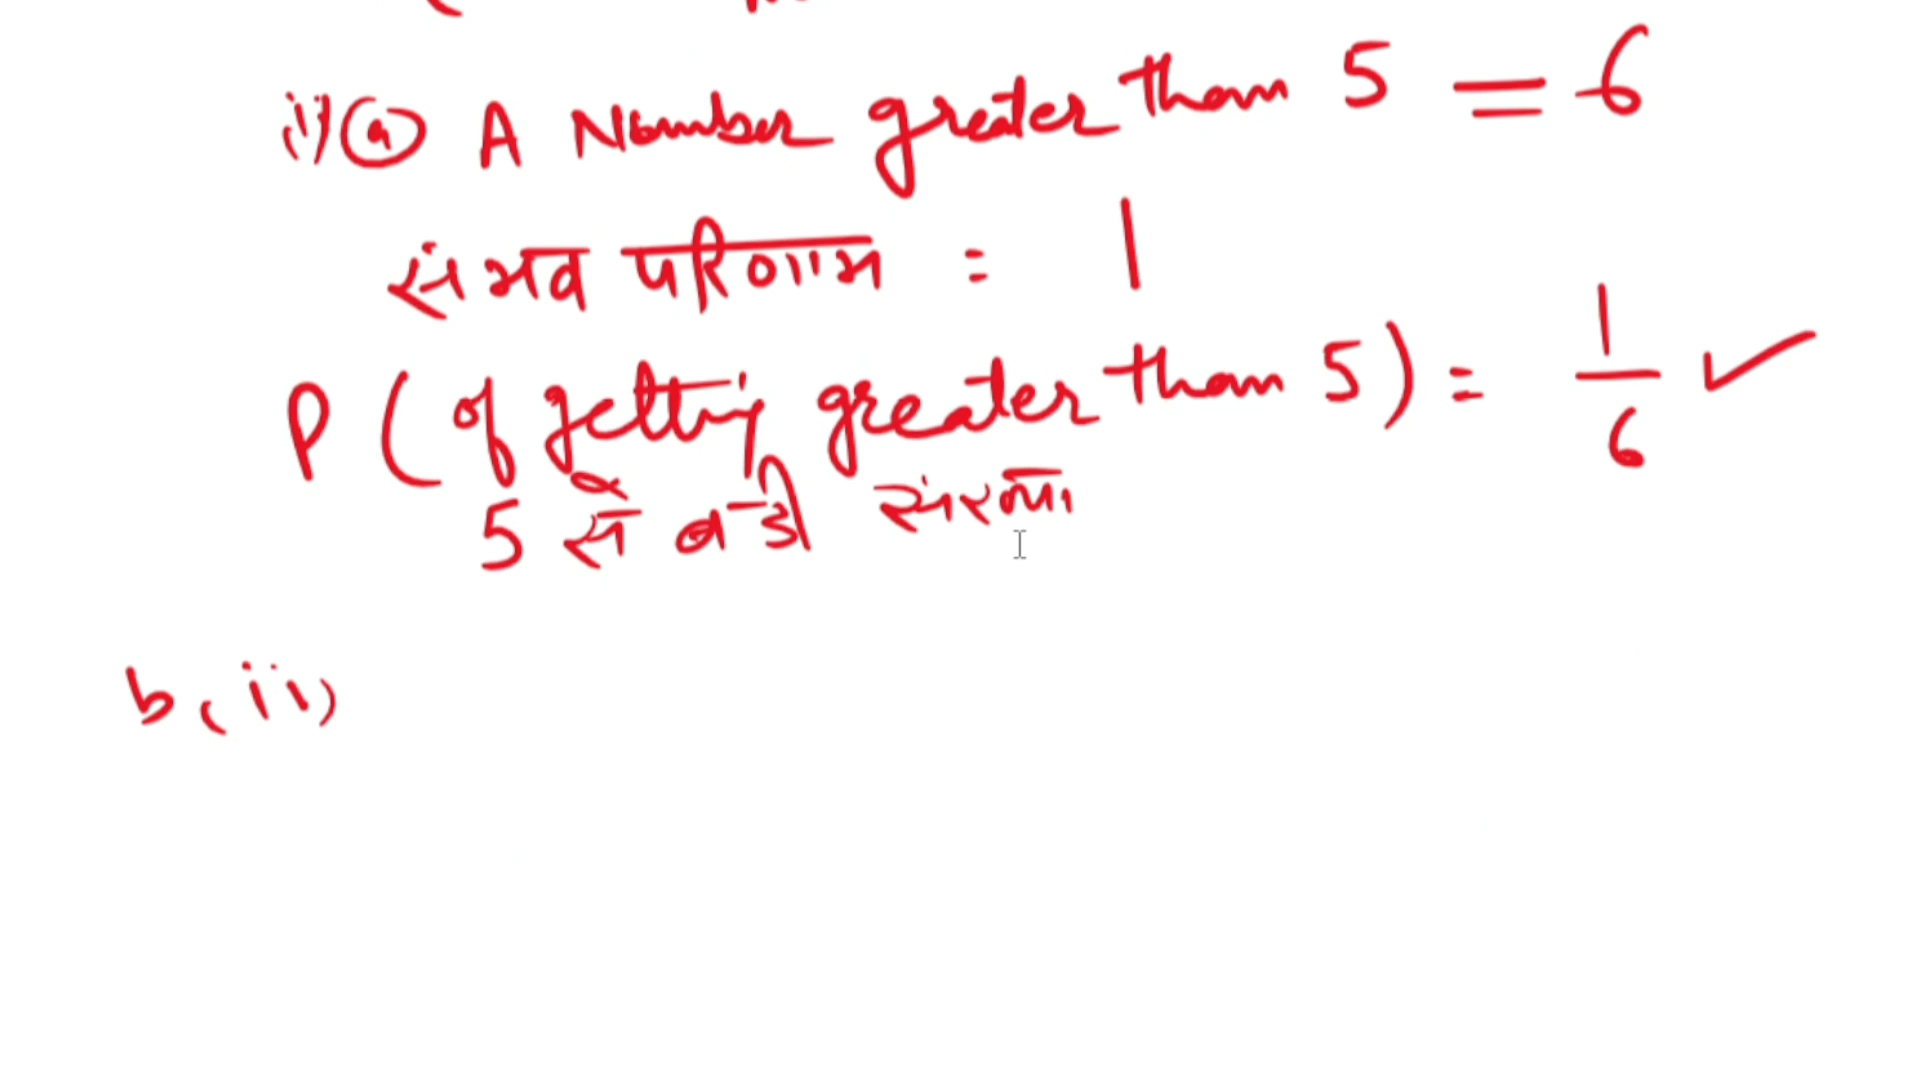 ii) (a) A Number greater than 5 = 6
संभव परिणाम = 1
P ( of getting greater than 5 ) = 1/6 ✓
5 से बड़ी संख्या
b, (ii)